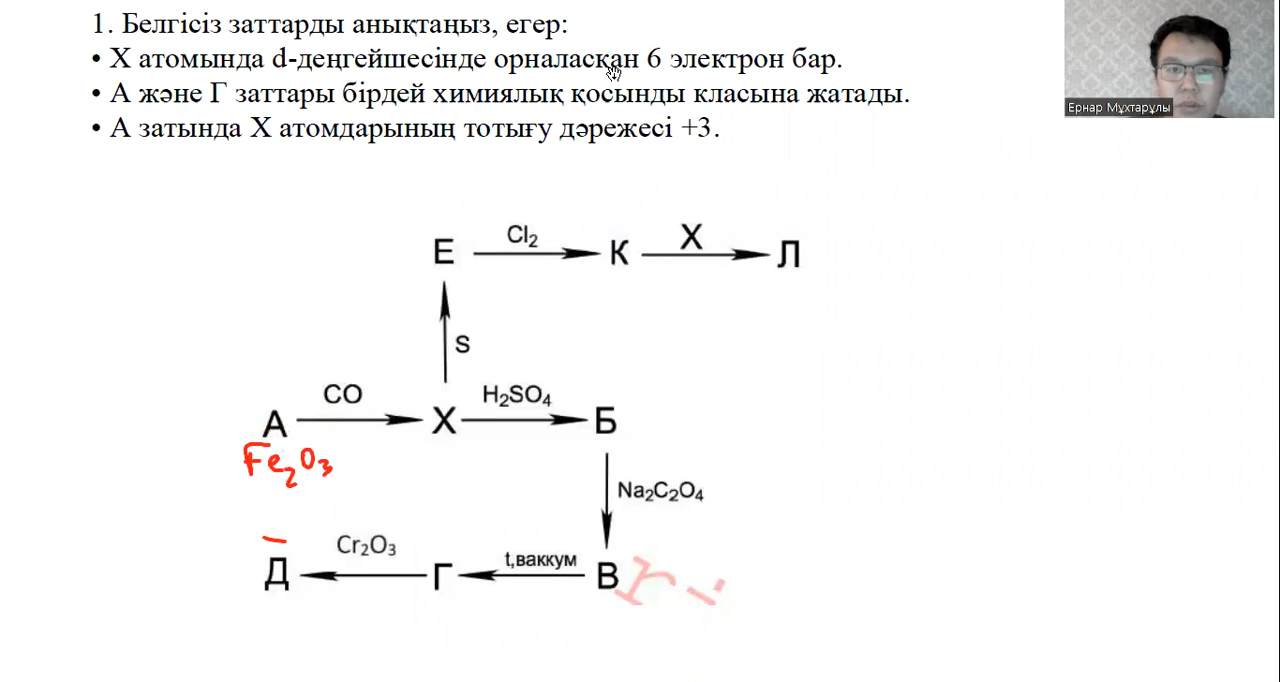 1. Белгісіз заттарды анықтаңыз, егер:
• Х атомында d-деңгейшесінде орналасқан 6 электрон бар.
• А және Г заттары бірдей химиялық қосынды класына жатады.
• А затында Х атомдарының тотығу дәрежесі +3.
Ернар Мұхтарұлы
Е Cl2 К Х Л
S
А CO Х H2SO4 Б
Fe2O3
Na2C2O4
Д Cr2O3 Г t,ваккум В